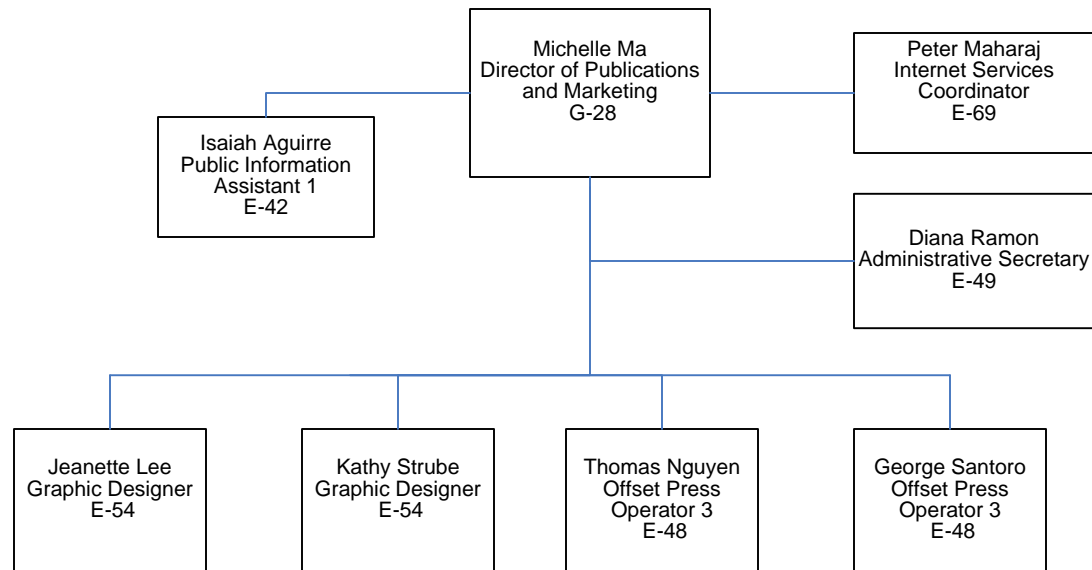 Michelle Ma
Director of Publications
and Marketing
G-28
Peter Maharaj
Internet Services
Coordinator
E-69
Isaiah Aguirre
Public Information
Assistant 1
E-42
Diana Ramon
Administrative Secretary
E-49
Jeanette Lee
Graphic Designer
E-54
Kathy Strube
Graphic Designer
E-54
Thomas Nguyen
Offset Press
Operator 3
E-48
George Santoro
Offset Press
Operator 3
E-48